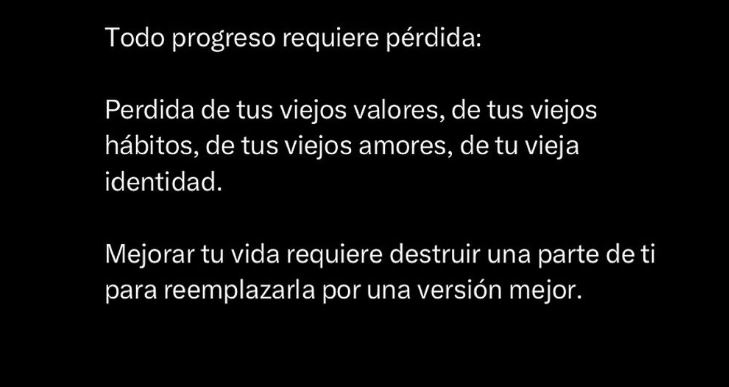 Todo progreso requiere pérdida:
Perdida de tus viejos valores, de tus viejos
hábitos, de tus viejos amores, de tu vieja
identidad.
Mejorar tu vida requiere destruir una parte de ti
para reemplazarla por una versión mejor.